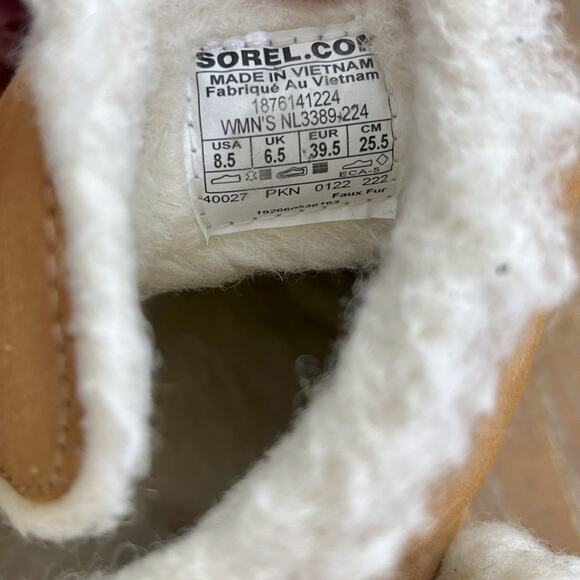 SOREL.COM
MADE IN VIETNAM
Fabriqué Au Vietnam
1876141224
WMN'S NL3389-224
USA UK EUR CM
8.5 6.5 39.5 25.5
ECA-5
40027 PKN 0122 222
Faux Fur